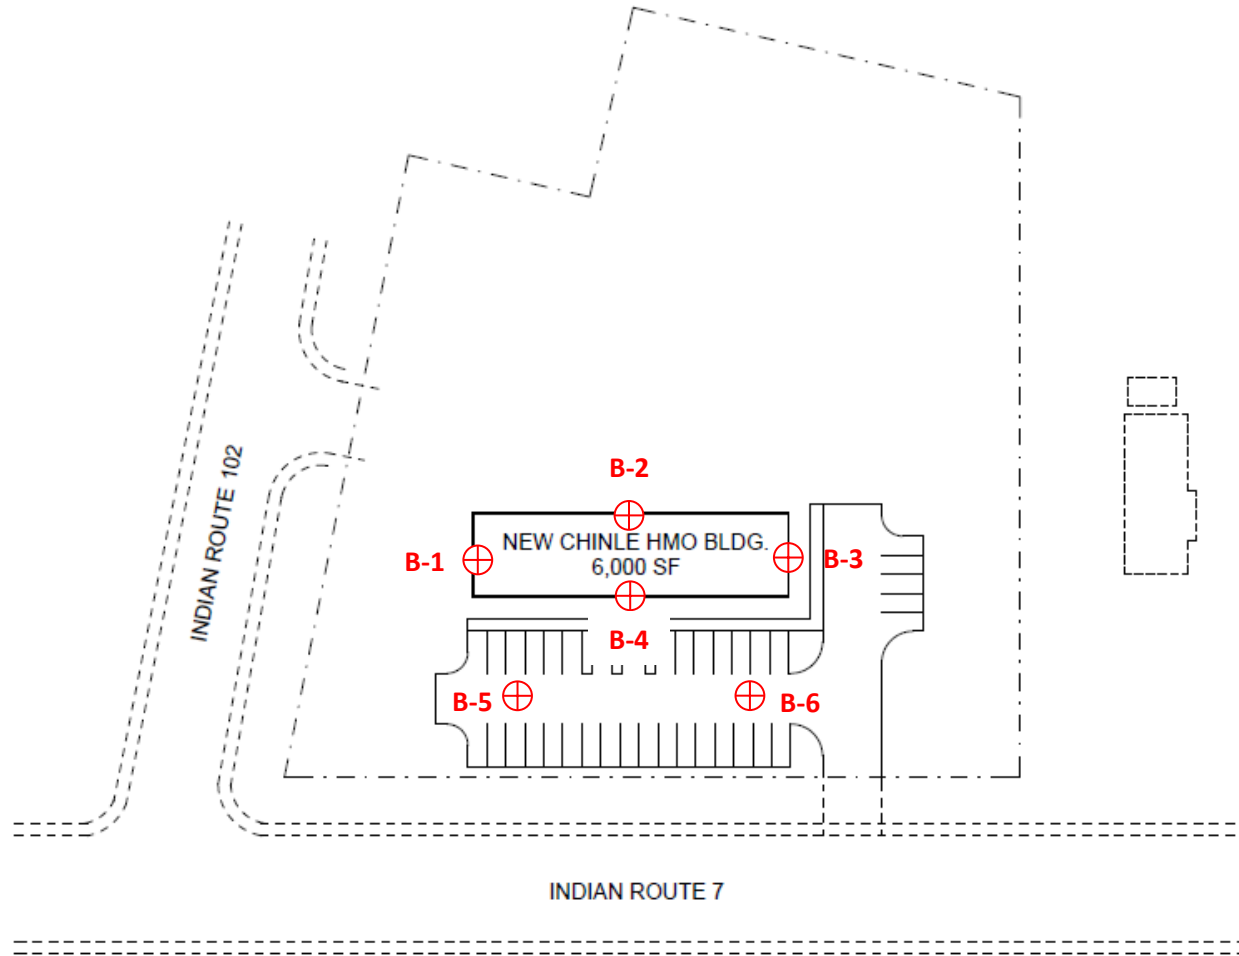 B-2
NEW CHINLE HMO BLDG.
6,000 SF
B-1
B-3
INDIAN ROUTE 102
B-4
B-5
B-6
INDIAN ROUTE 7